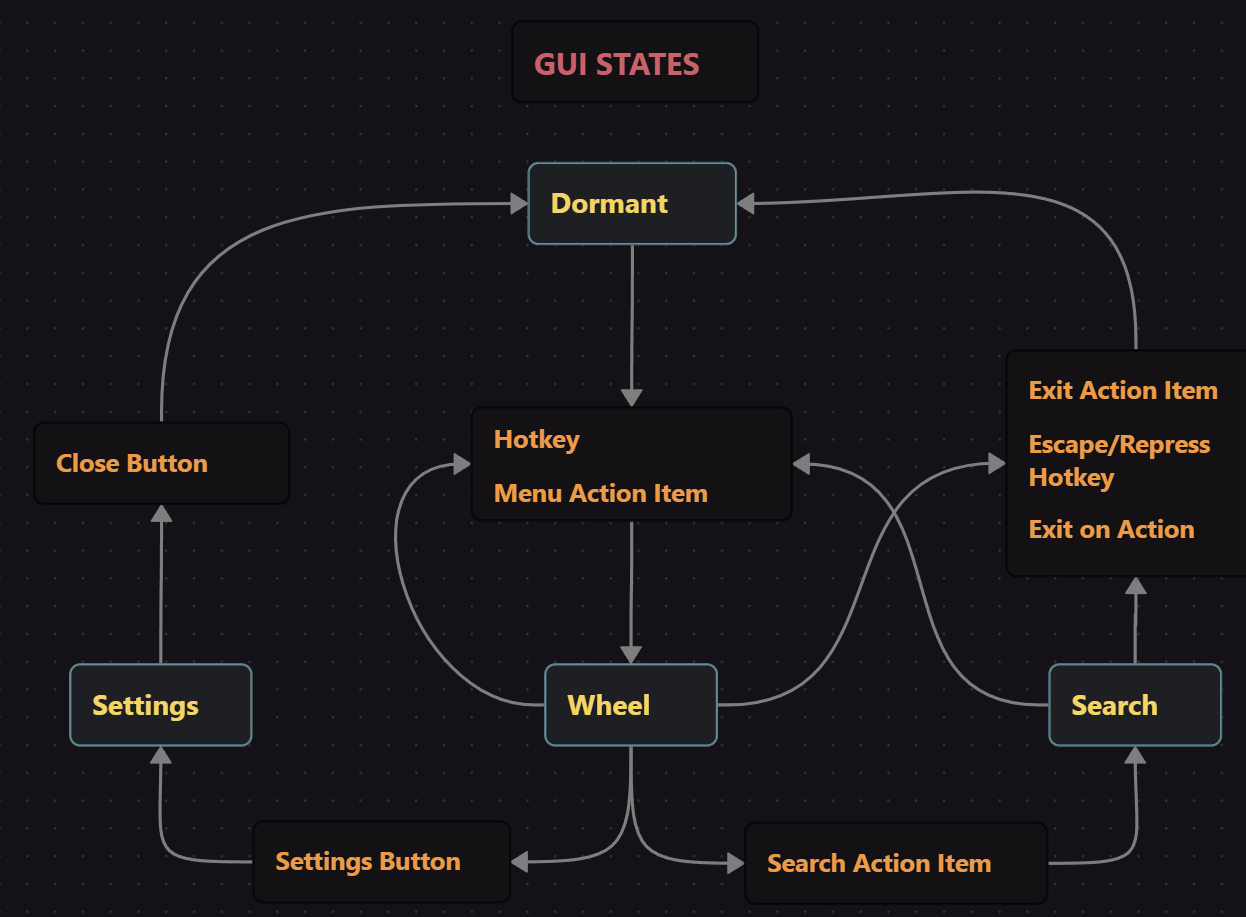 GUI STATES
Dormant
Exit Action Item
Hotkey
Escape/Repress
Hotkey
Close Button
Menu Action Item
Exit on Action
Settings
Wheel
Search
Settings Button
Search Action Item